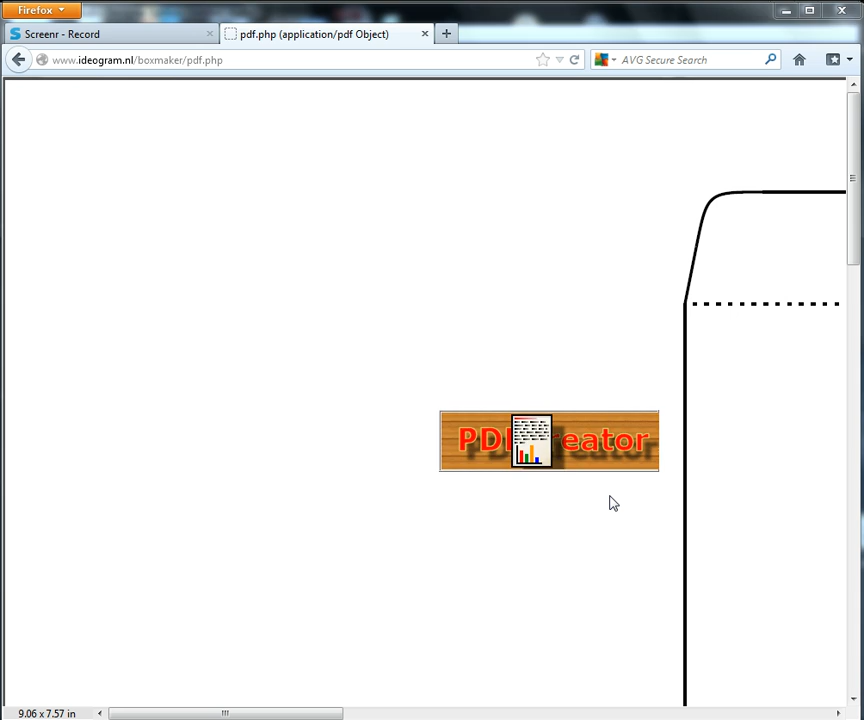 Firefox
Screenr - Record
pdf.php (application/pdf Object)
www.ideogram.nl/boxmaker/pdf.php
AVG Secure Search
9.06 x 7.57 in